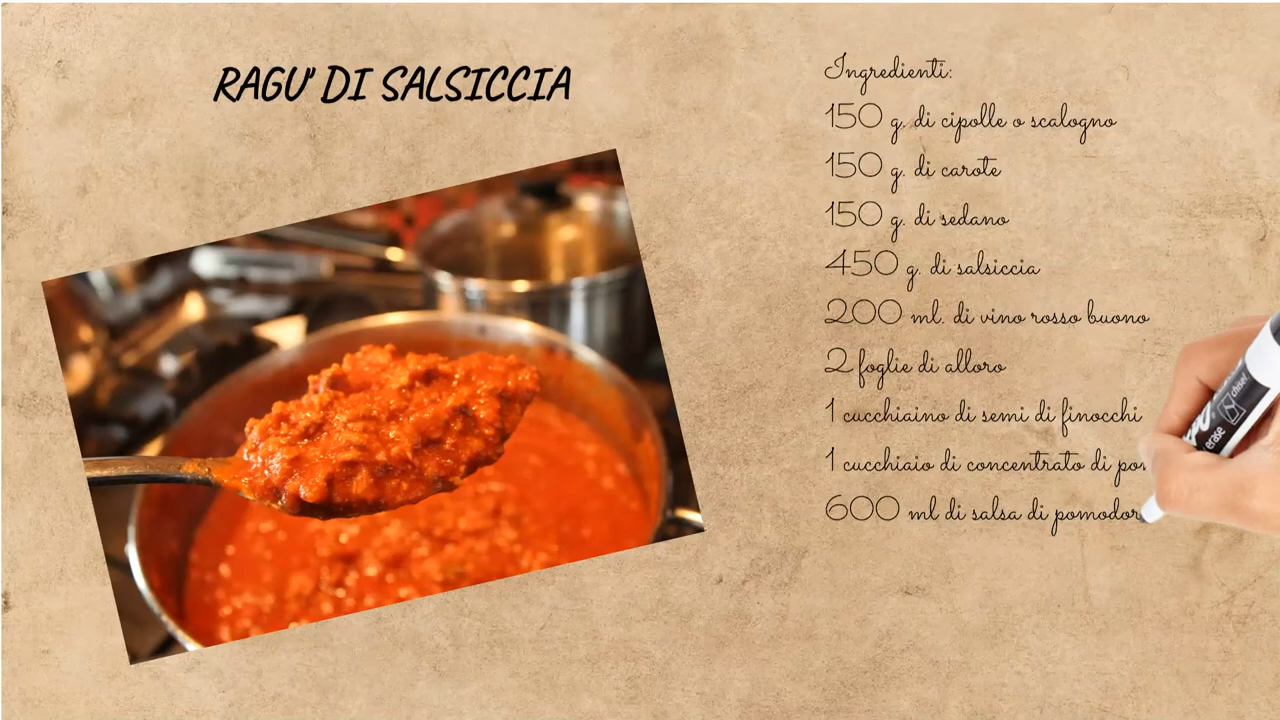 RAGU' DI SALSICCIA
Ingredienti:
150 g. di cipolle o scalogno
150 g. di carote
150 g. di sedano
450 g. di salsiccia
200 ml. di vino rosso buono
2 foglie di alloro
1 cucchiaino di semi di finocchi
1 cucchiaio di concentrato di
600 ml di salsa di pomodor
erase
chisel